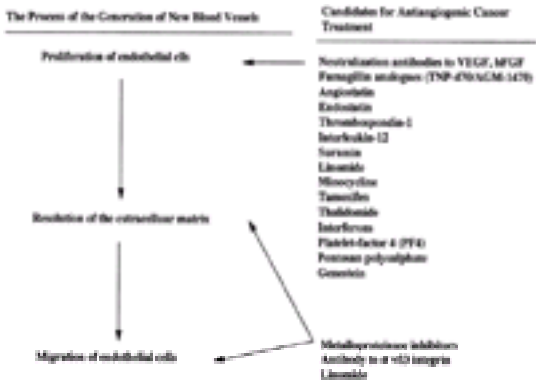 The Process of the Generation of New Blood Vessels
Proliferation of endothelial clls
Resolution of the extracelluar matrix
Migration of endothelial cells
Candidates for Antiangiogenic Cancer
Treatment
Neutralization antibodies to VEGF, bFGF
Fumagillin analogues (TNP-470/AGM-1470)
Angiostatin
Endostatin
Thrombospondin-1
Interleukin-12
Suramin
Linomide
Minocycline
Tamoxifen
Thalidomide
Interferons
Platelet-factor 4 (PF4)
Pentosan polysulphate
Genestein
Metalloproteinase inhibitors
Antibody to integrin
Linomide